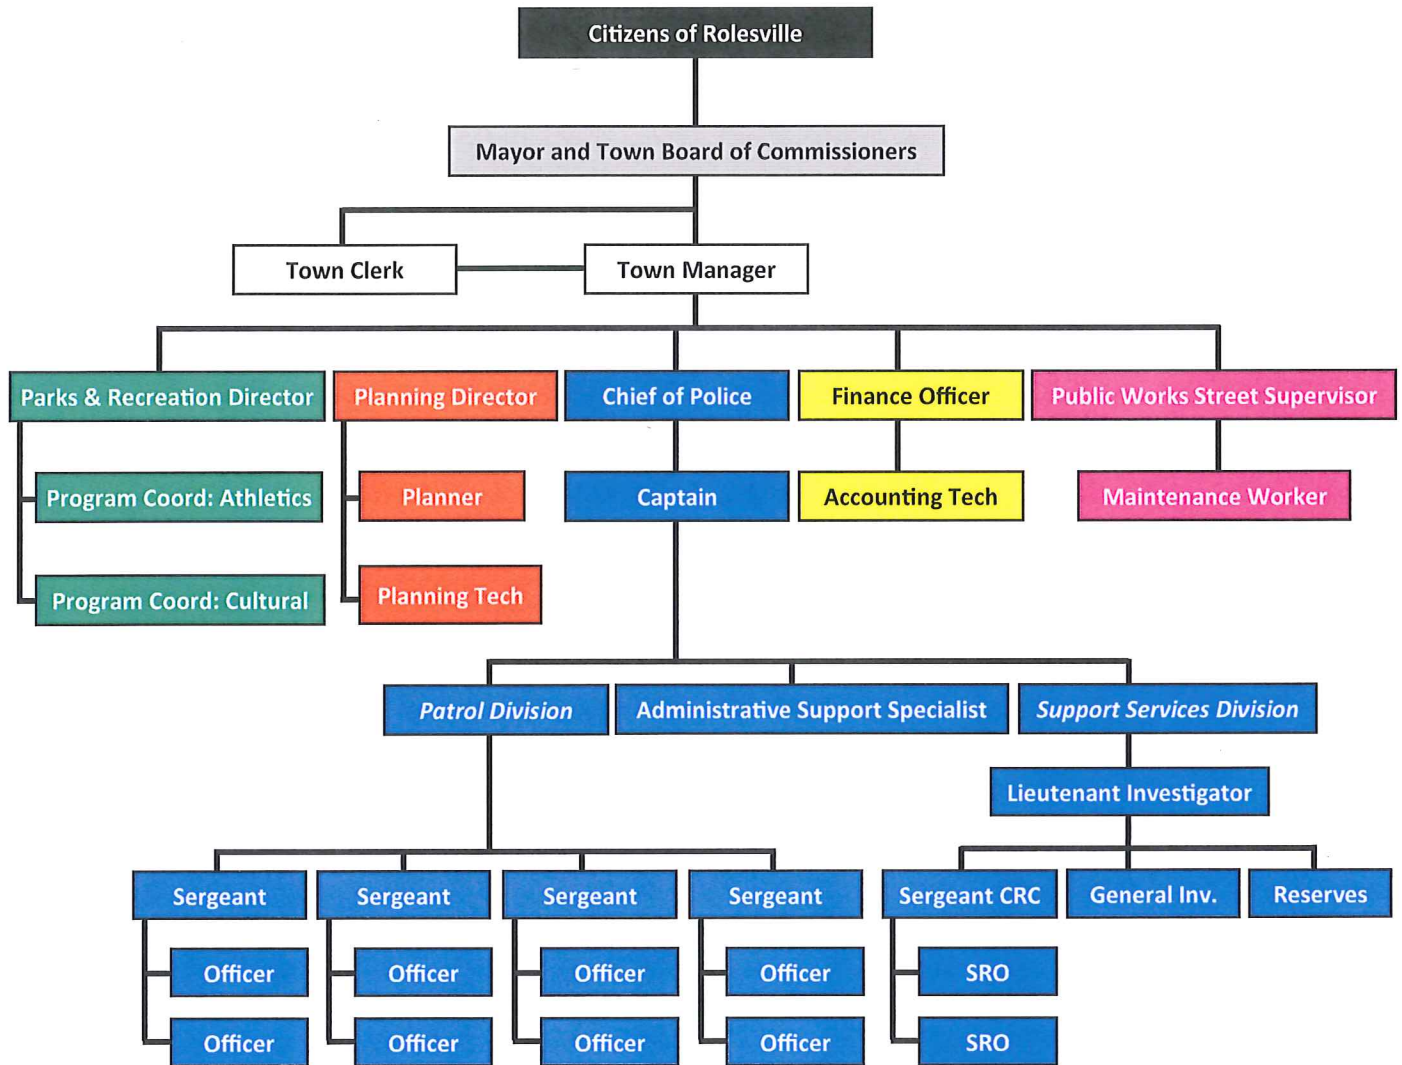 Citizens of Rolesville
Mayor and Town Board of Commissioners
Town Clerk
Town Manager
Parks & Recreation Director
Planning Director
Chief of Police
Finance Officer
Public Works Street Supervisor
Program Coord: Athletics
Planner
Captain
Accounting Tech
Maintenance Worker
Program Coord: Cultural
Planning Tech
Patrol Division
Administrative Support Specialist
Support Services Division
Lieutenant Investigator
Sergeant
Sergeant
Sergeant
Sergeant
Sergeant CRC
General Inv.
Reserves
Officer
Officer
Officer
Officer
SRO
Officer
Officer
Officer
Officer
SRO